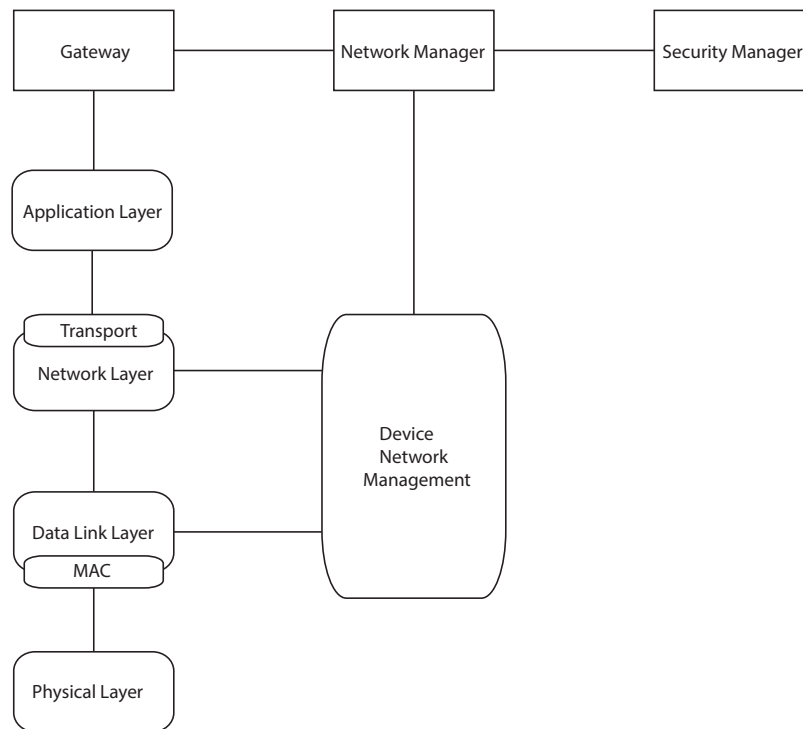 Gateway
Network Manager
Security Manager
Application Layer
Transport
Network Layer
Device
Network
Management
Data Link Layer
MAC
Physical Layer